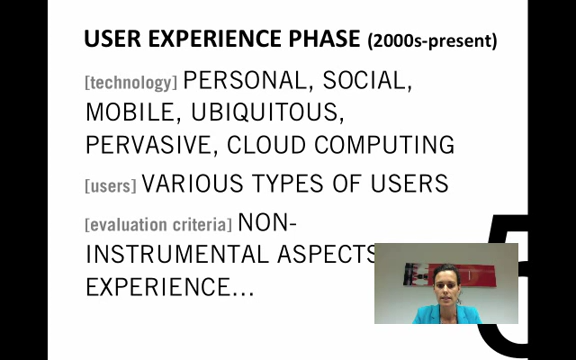 USER EXPERIENCE PHASE (2000s-present)
[technology] PERSONAL, SOCIAL,
MOBILE, UBIQUITOUS,
PERVASIVE, CLOUD COMPUTING
[users] VARIOUS TYPES OF USERS
[evaluation criteria] NON-
INSTRUMENTAL ASPECTS
EXPERIENCE...
5